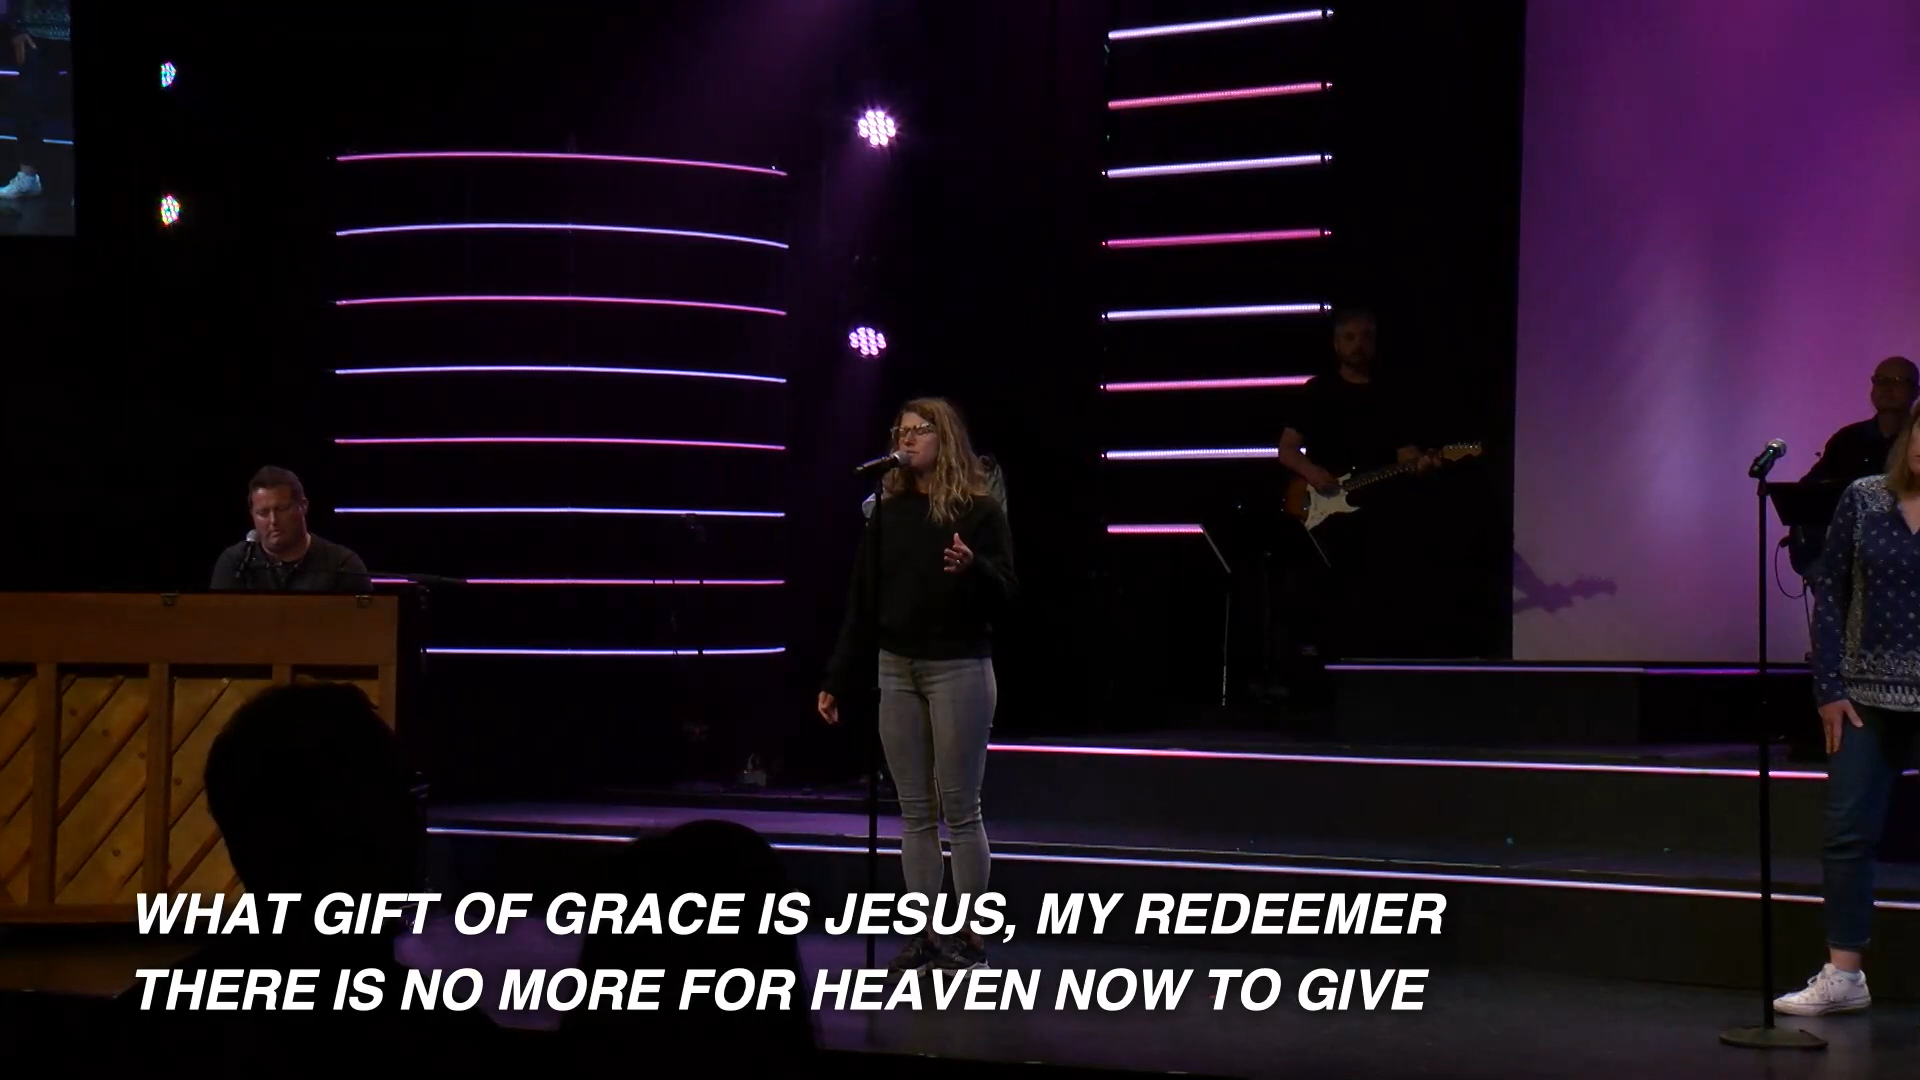 WHAT GIFT OF GRACE IS JESUS, MY REDEEMER
THERE IS NO MORE FOR HEAVEN NOW TO GIVE